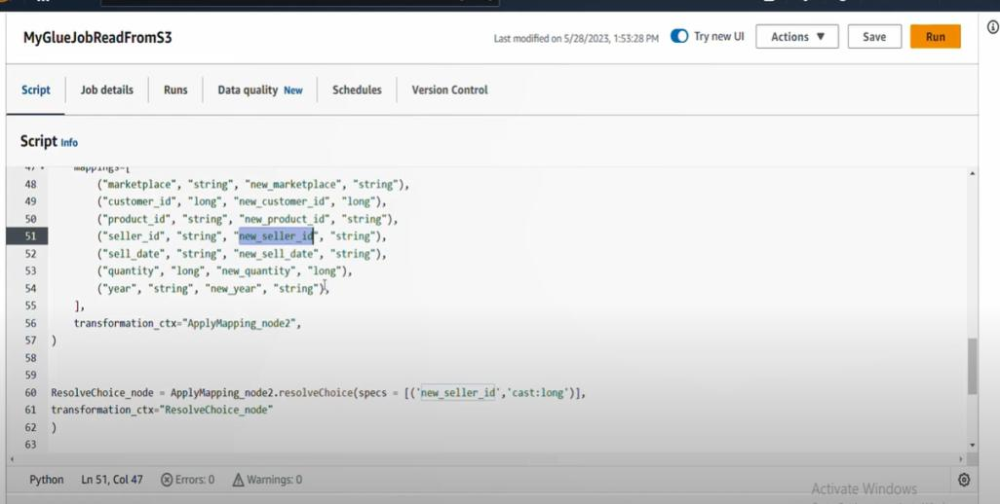 MyGlueJobReadFromS3
Last modified on 5/28/2023, 1:53:28 PM Try new UI Actions ▼ Save Run
Script Job details Runs Data quality New Schedules Version Control
Script Info
47 mappings=[
48 ("marketplace", "string", "new_marketplace", "string"),
49 ("customer_id", "long", "new_customer_id", "long"),
50 ("product_id", "string", "new_product_id", "string"),
51 ("seller_id", "string", "new_seller_id", "string"),
52 ("sell_date", "string", "new_sell_date", "string"),
53 ("quantity", "long", "new_quantity", "long"),
54 ("year", "string", "new_year", "string"),
55 ],
56 transformation_ctx="ApplyMapping_node2",
57 )
58
59
60 ResolveChoice_node = ApplyMapping_node2.resolveChoice(specs = [('new_seller_id','cast:long')],
61 transformation_ctx="ResolveChoice_node"
62 )
63
Python Ln 51, Col 47 Errors: 0 Warnings: 0
Activate Windows